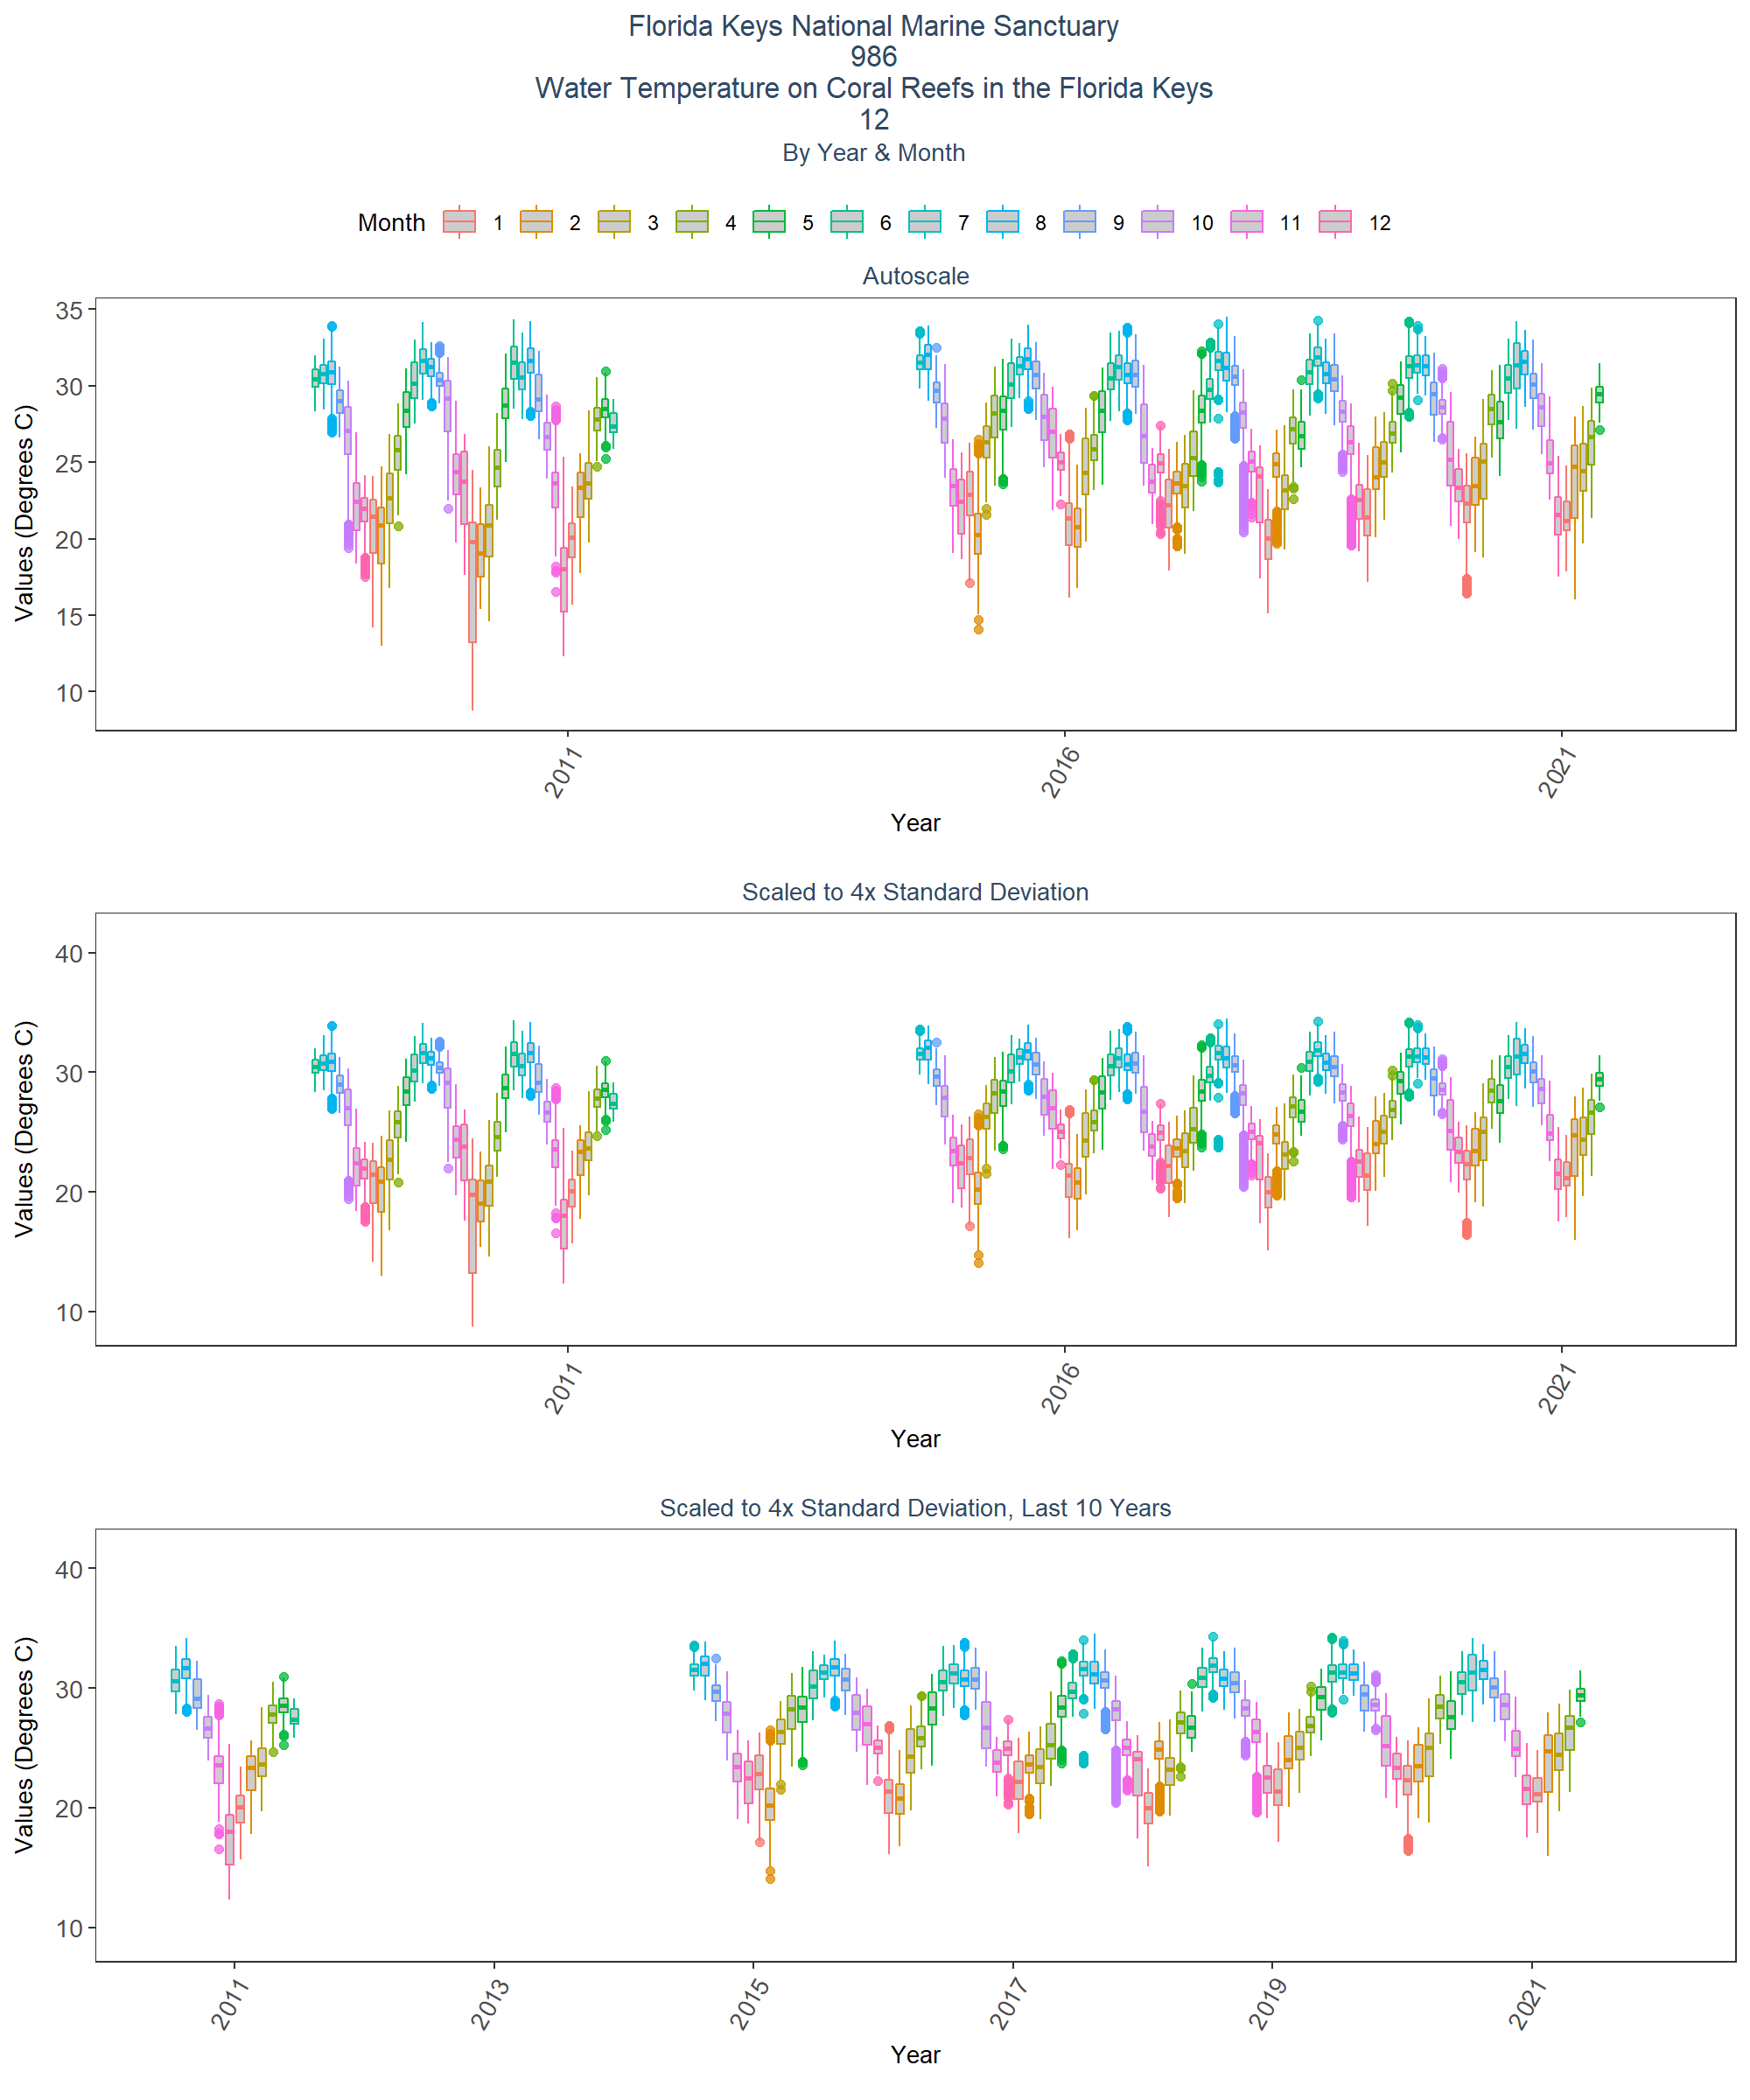 Florida Keys National Marine Sanctuary
986
Water Temperature on Coral Reefs in the Florida Keys
12
By Year & Month
Month 1 2 3 4 5 6 7 8 9 10 11 12
Autoscale
Values (Degrees C)
35
30
25
20
15
10
2011 2016 2021
Year
Scaled to 4x Standard Deviation
Values (Degrees C)
40
30
20
10
2011 2016 2021
Year
Scaled to 4x Standard Deviation, Last 10 Years
Values (Degrees C)
40
30
20
10
2011 2013 2015 2017 2019 2021
Year